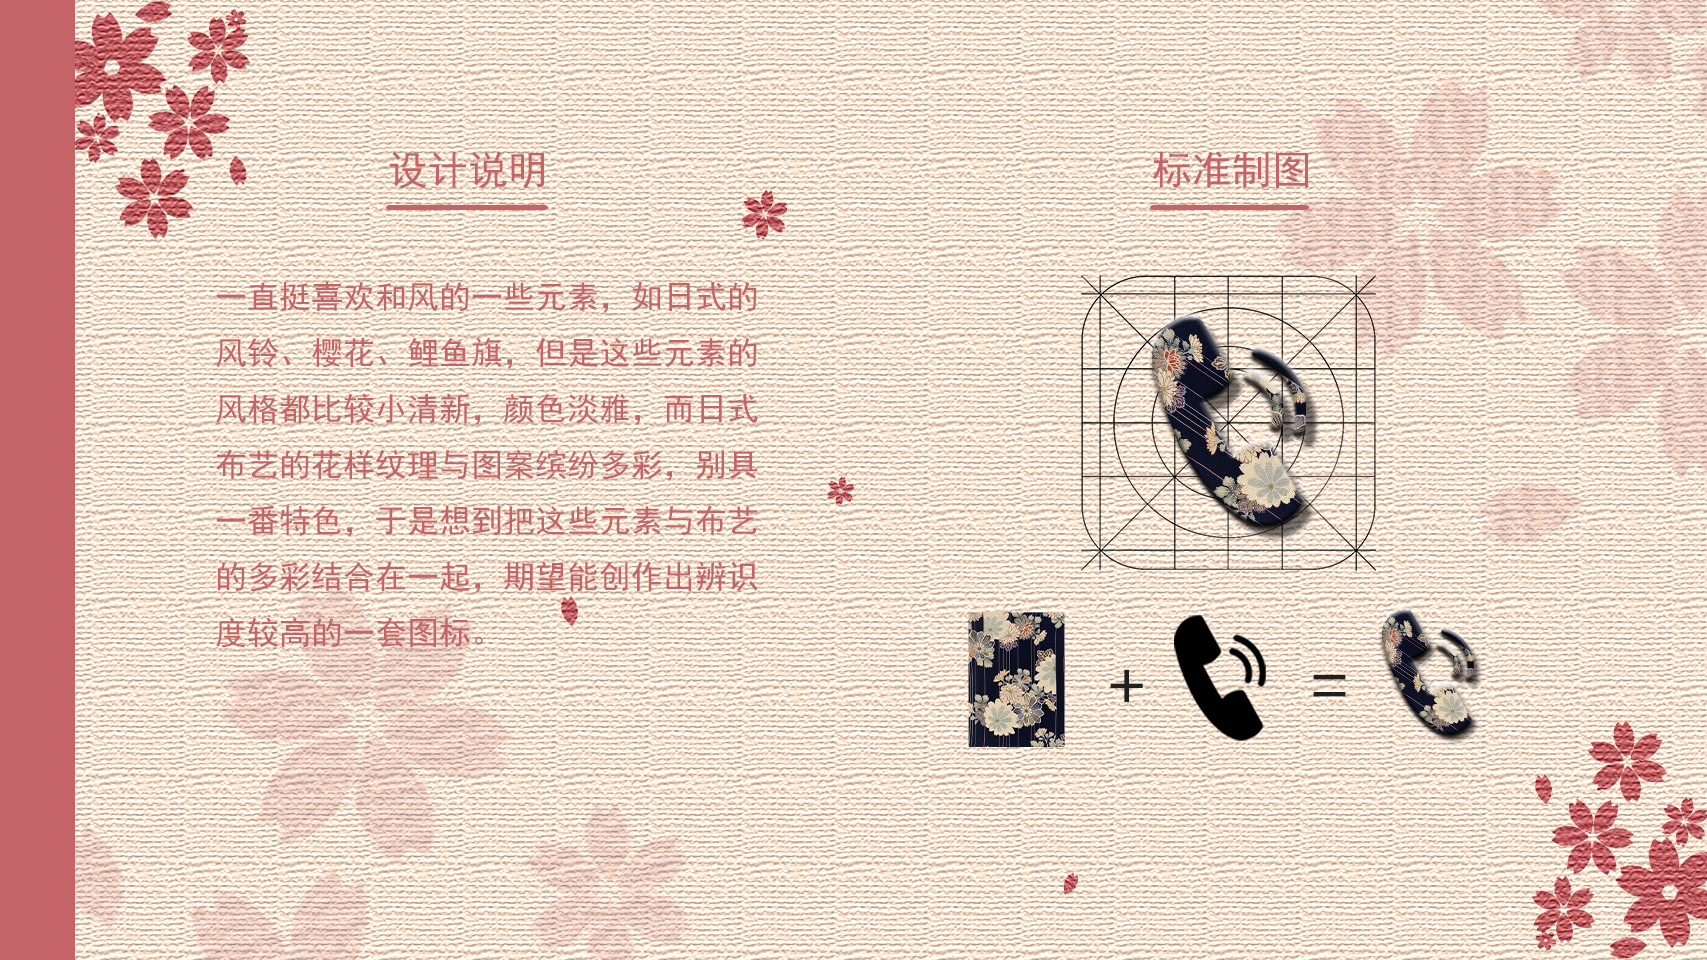 设计说明
一直挺喜欢和风的一些元素，如日式的
风铃、樱花、鲤鱼旗，但是这些元素的
风格都比较小清新，颜色淡雅，而日式
布艺的花样纹理与图案缤纷多彩，别具
一番特色，于是想到把这些元素与布艺
的多彩结合在一起，期望能创作出辨识
度较高的一套图标。
标准制图
+ =